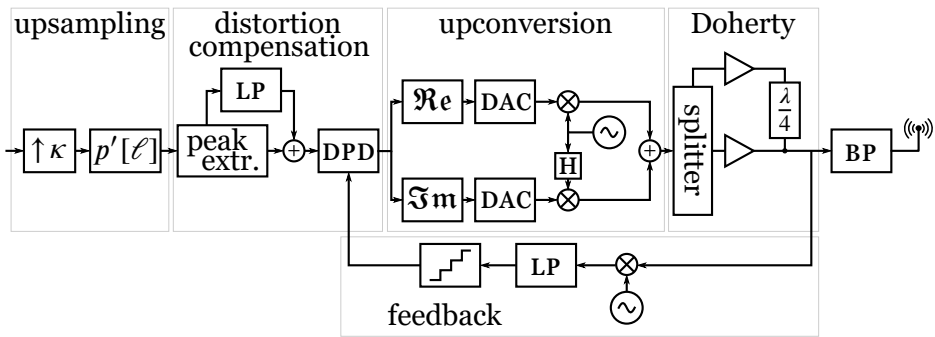 upsampling
distortion
compensation
upconversion
Doherty
LP
ℜe
DAC
λ/4
↑κ
p′[ℓ]
peak
extr.
+
DPD
H
+
splitter
BP
ℑm
DAC
LP
feedback